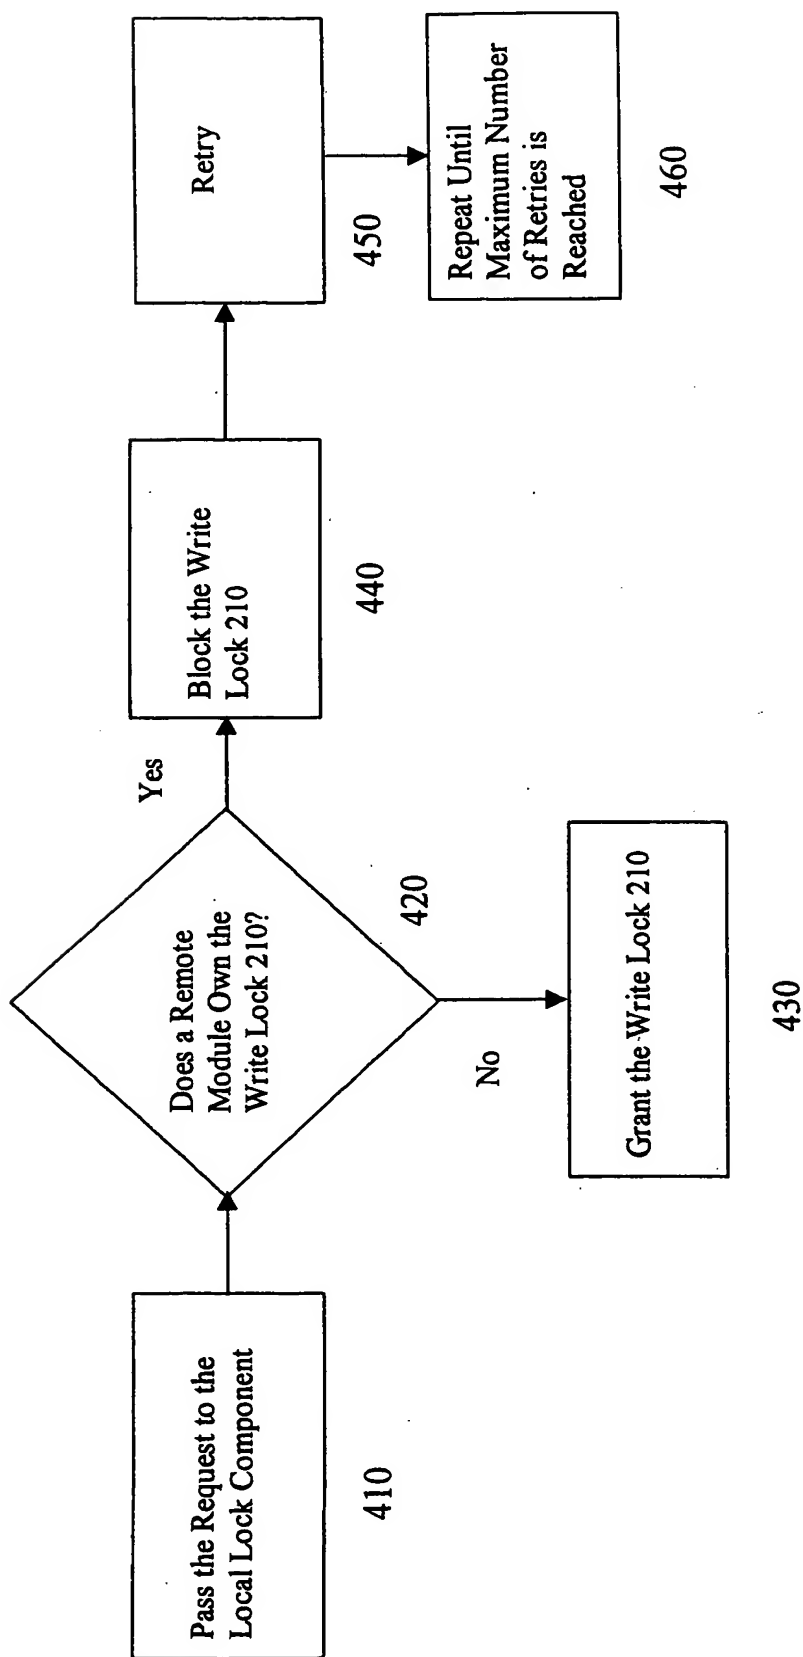 Pass the Request to the
Local Lock Component
410
Does a Remote
Module Own the
Write Lock 210?
420
Yes
No
Grant the Write Lock 210
430
Block the Write
Lock 210
440
Retry
450
Repeat Until
Maximum Number
of Retries is
Reached
460